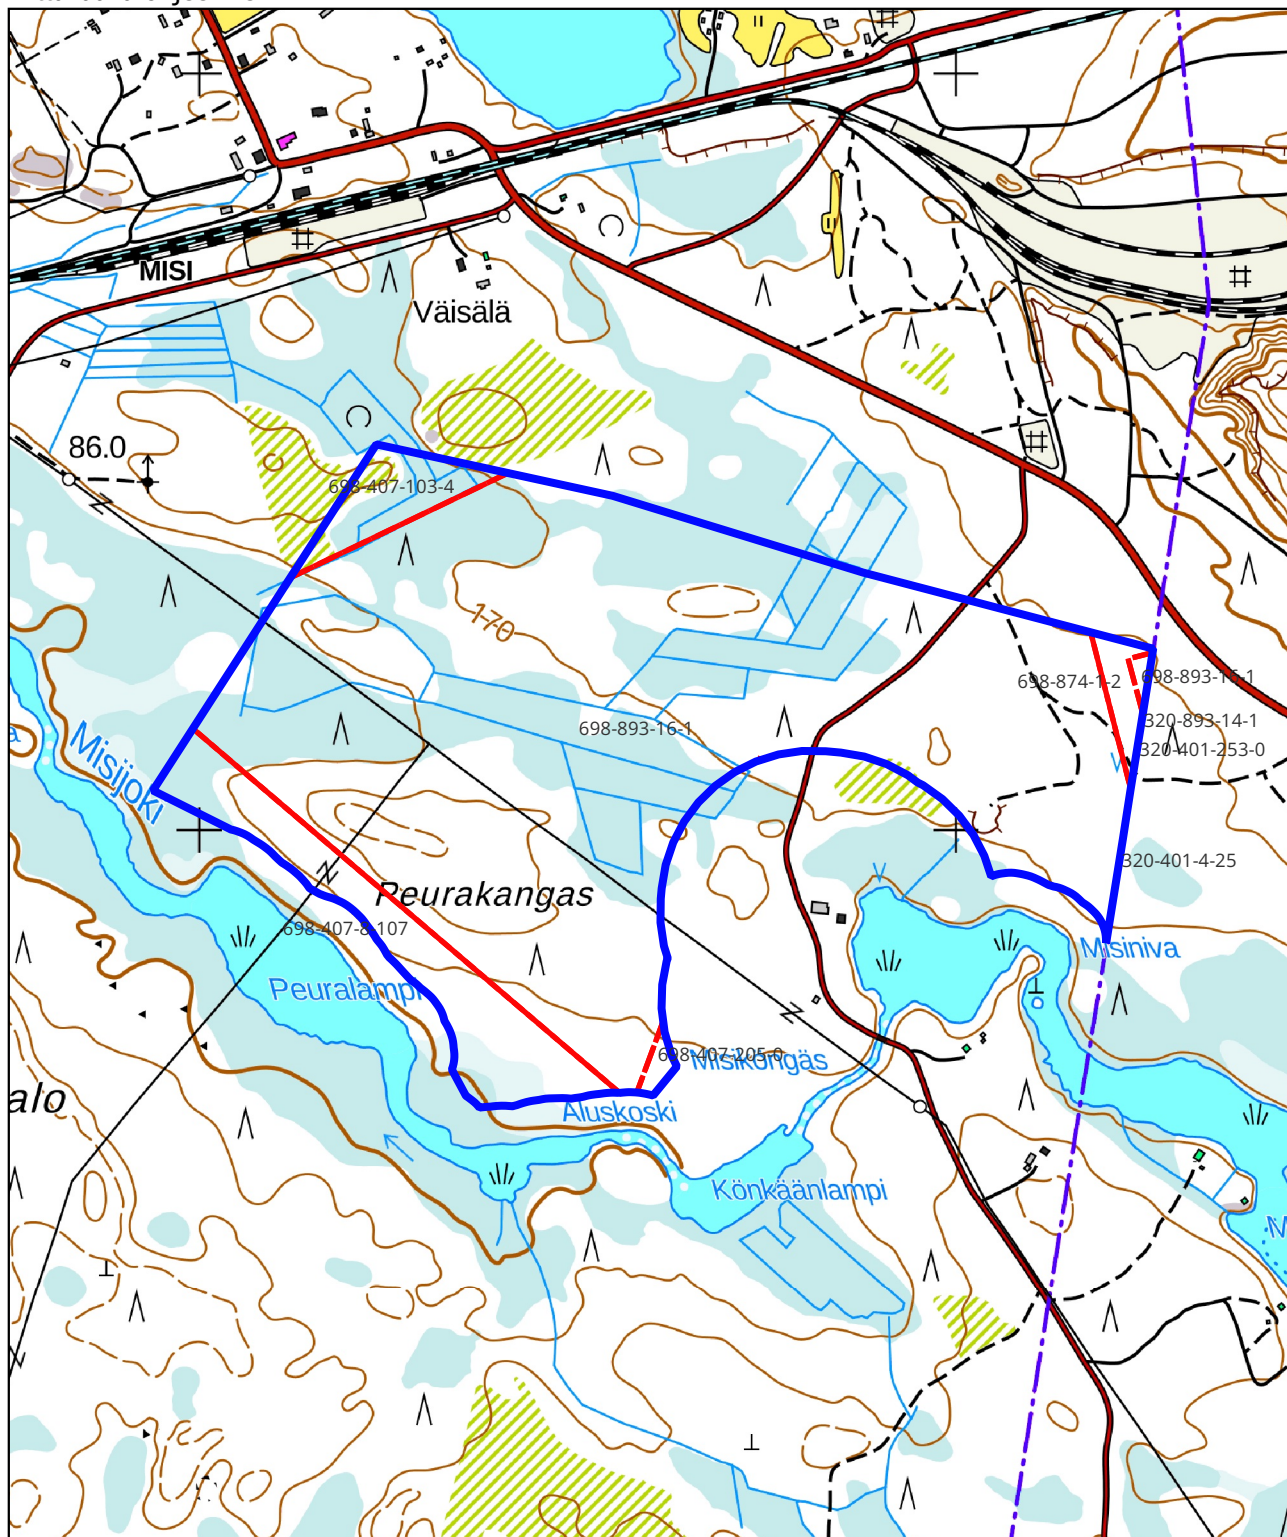 MISI
Väisälä
86.0
698-407-103-4
170
698-874-1-2
698-893-16-1
320-893-14-1
698-893-16-1
320-401-253-0
Misijoki
320-401-4-25
Peurakangas
698-407-8-107
Misiniva
Peuralampi
698-407-205-0
Misiköngäs
alo
Aluskoski
Könkäänlampi